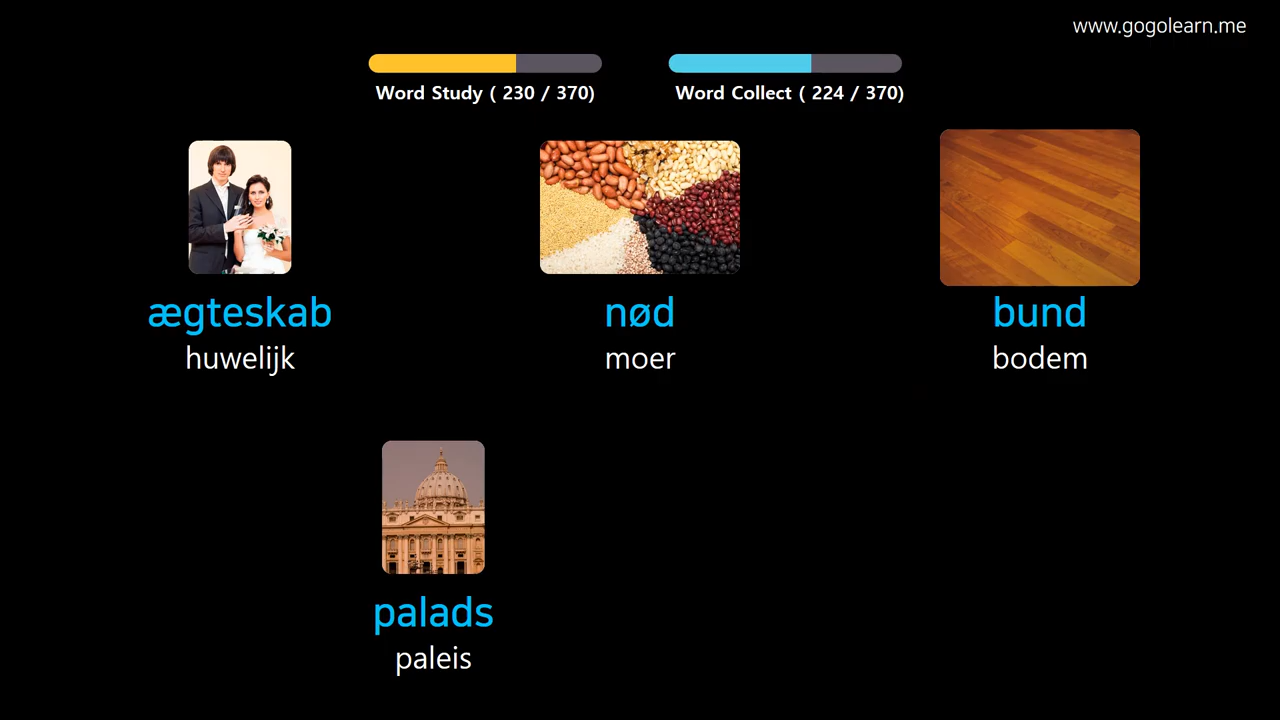 www.gogolearn.me
Word Study ( 230 / 370)
Word Collect ( 224 / 370)
ægteskab
huwelijk
nød
moer
bund
bodem
palads
paleis